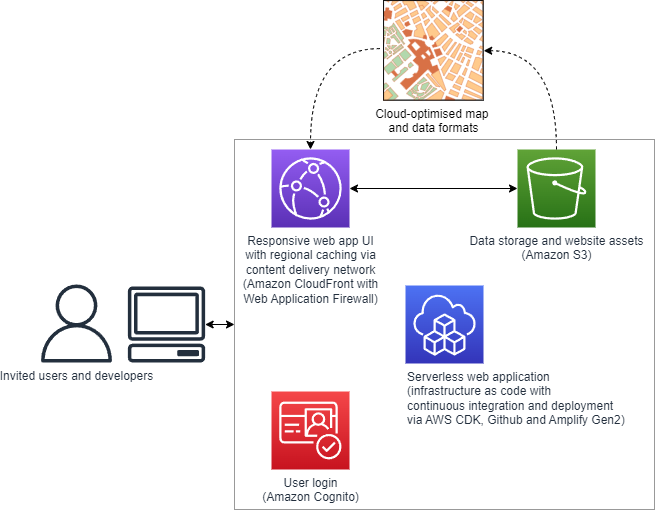 Cloud-optimised map
and data formats
Responsive web app UI
with regional caching via
content delivery network
(Amazon CloudFront with
Web Application Firewall)
Data storage and website assets
(Amazon S3)
Invited users and developers
Serverless web application
(infrastructure as code with
continuous integration and deployment
via AWS CDK, Github and Amplify Gen2)
User login
(Amazon Cognito)